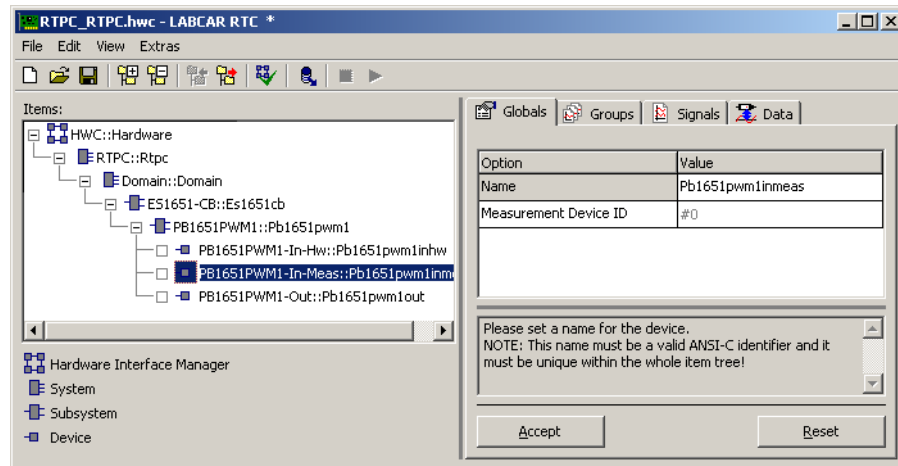 RTPC_RTPC.hwc - LABCAR RTC *
File Edit View Extras
Items:
HWC::Hardware
RTPC::Rtpc
Domain::Domain
ES1651-CB::Es1651cb
PB1651PWM1::Pb1651pwm1
PB1651PWM1-In-Hw::Pb1651pwm1inhw
PB1651PWM1-In-Meas::Pb1651pwm1inm
PB1651PWM1-Out::Pb1651pwm1out
Hardware Interface Manager
System
Subsystem
Device
Globals Groups Signals Data
Option Value
Name Pb1651pwm1inmeas
Measurement Device ID #0
Please set a name for the device.
NOTE: This name must be a valid ANSI-C identifier and it
must be unique within the whole item tree!
Accept Reset